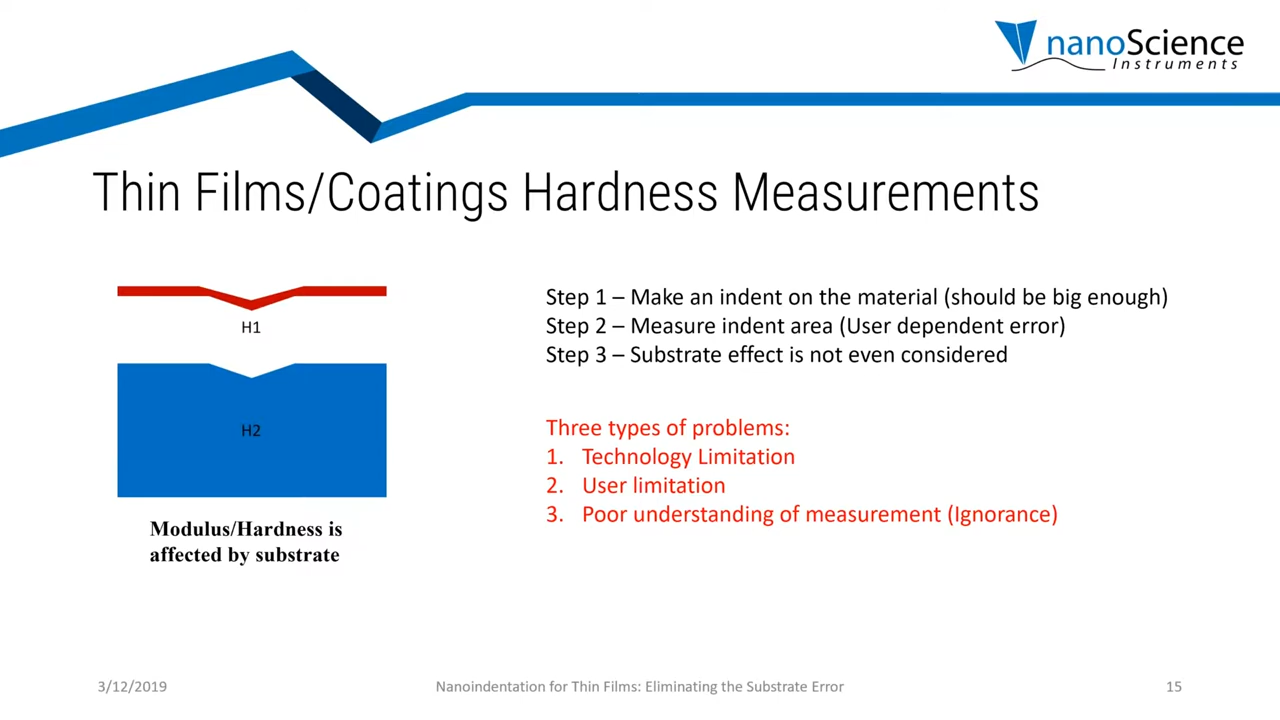 nanoScience
Instruments
Thin Films/Coatings Hardness Measurements
H1
H2
Modulus/Hardness is
affected by substrate
Step 1 – Make an indent on the material (should be big enough)
Step 2 – Measure indent area (User dependent error)
Step 3 – Substrate effect is not even considered
Three types of problems:
1. Technology Limitation
2. User limitation
3. Poor understanding of measurement (Ignorance)
3/12/2019
Nanoindentation for Thin Films: Eliminating the Substrate Error
15